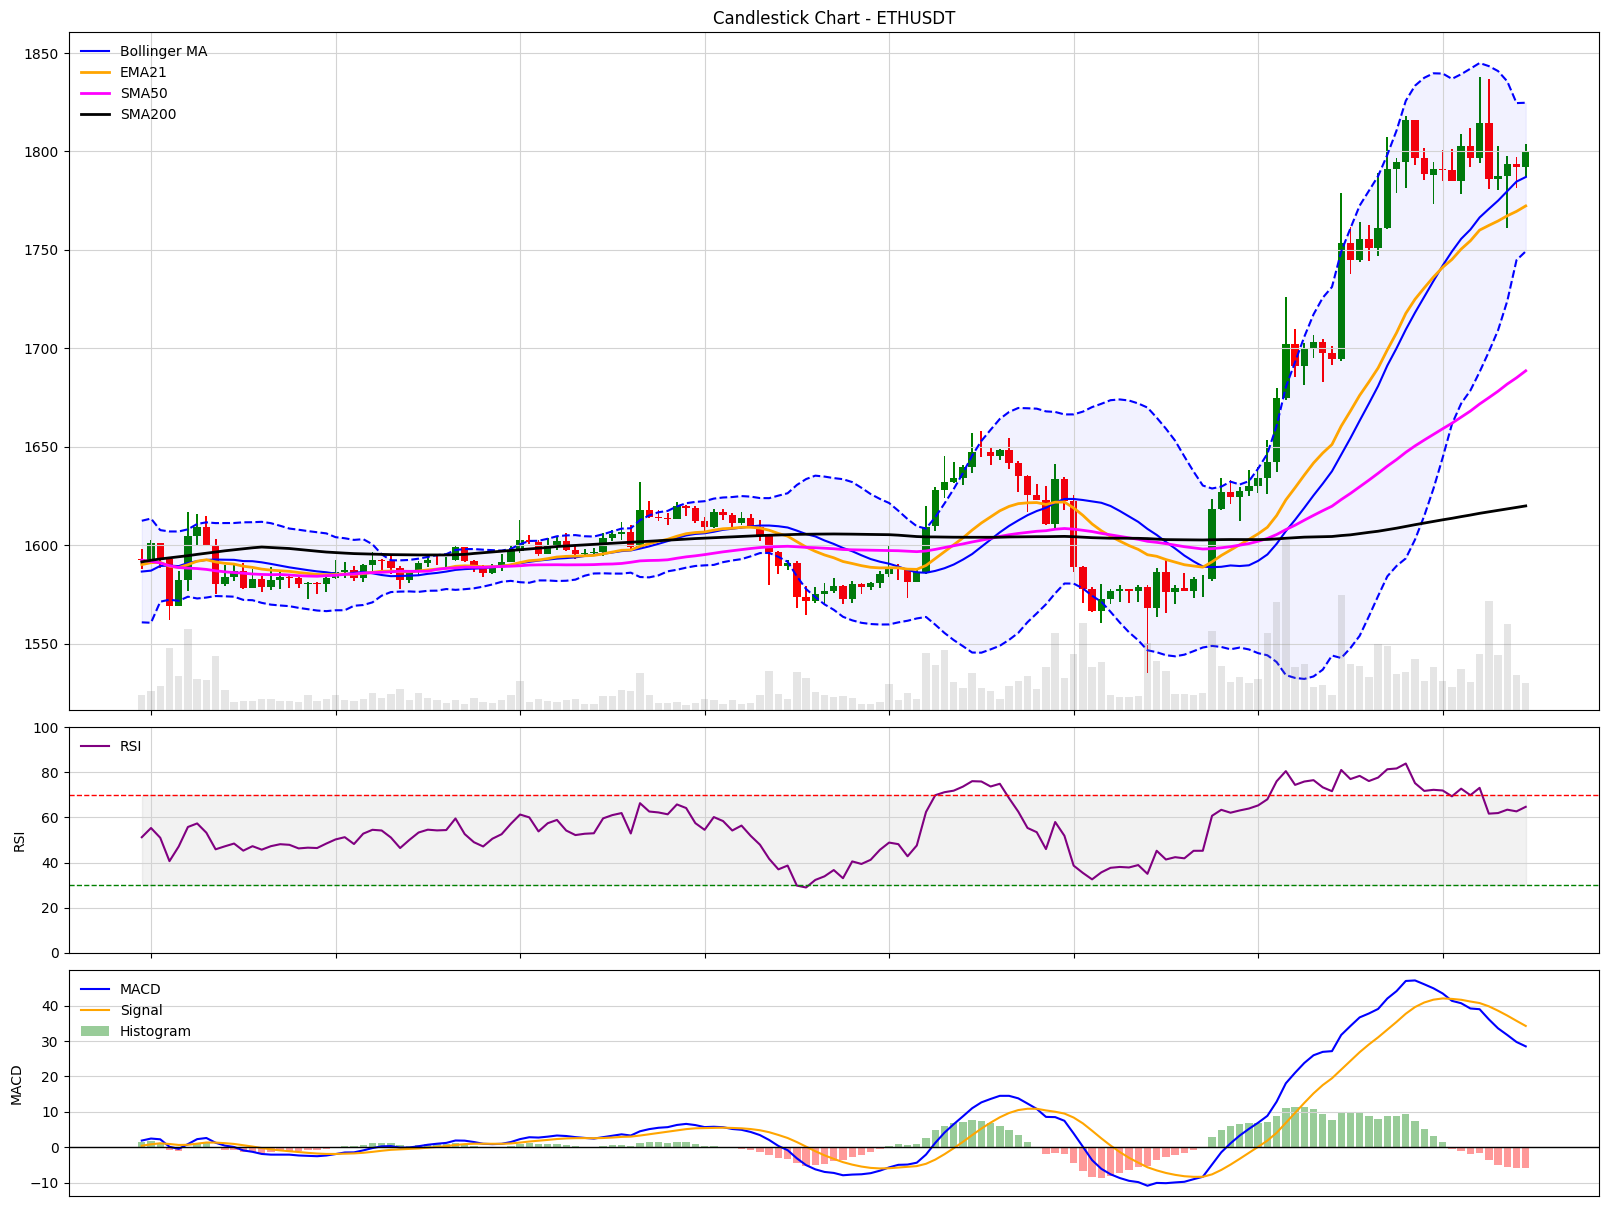 Candlestick Chart - ETHUSDT
Bollinger MA
EMA21
SMA50
SMA200
1850
1800
1750
1700
1650
1600
1550
RSI
RSI
100
80
60
40
20
0
MACD
Signal
Histogram
MACD
40
30
20
10
0
−10